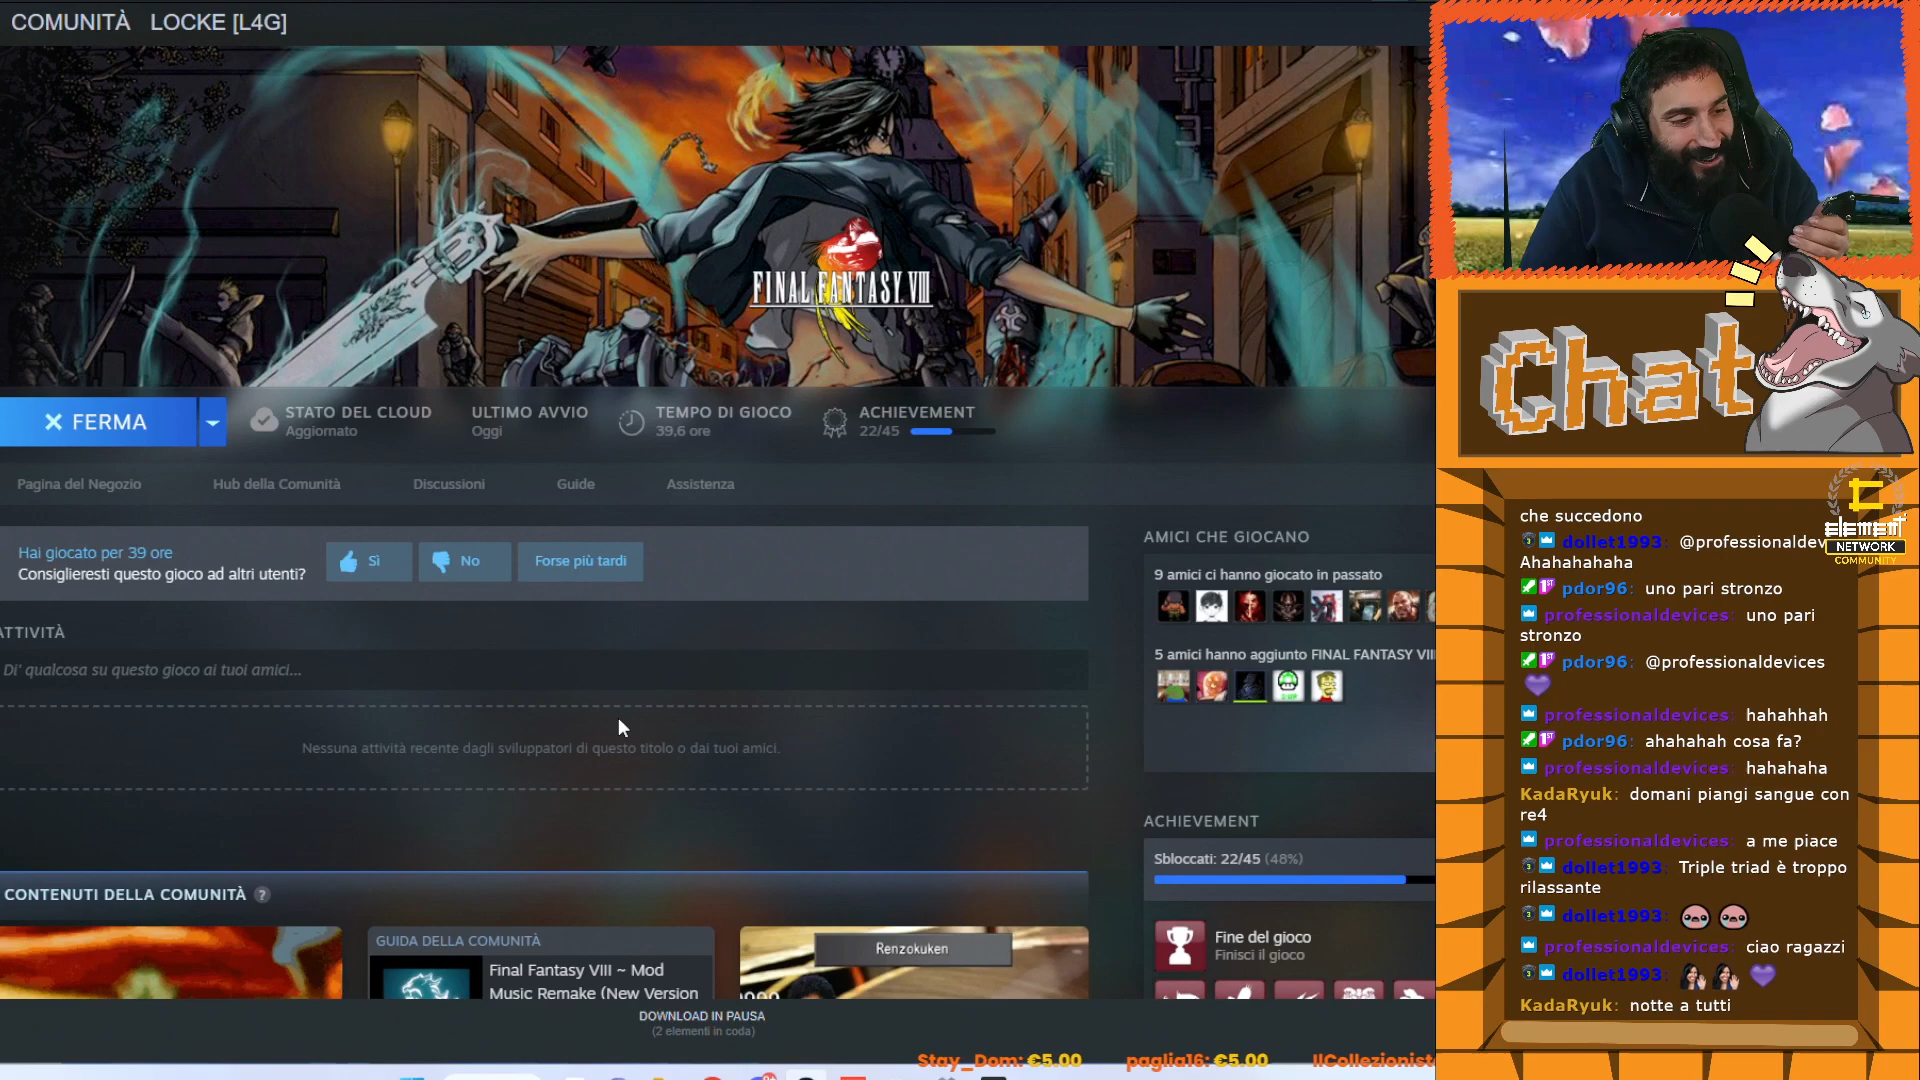 COMUNITÀ LOCKE [L4G]
FINAL FANTASY VIII
FERMA
STATO DEL CLOUD
Aggiornato
ULTIMO AVVIO
Oggi
TEMPO DI GIOCO
39,6 ore
ACHIEVEMENT
22/45
Pagina del Negozio
Hub della Comunità
Discussioni
Guide
Assistenza
Hai giocato per 39 ore
Consiglieresti questo gioco ad altri utenti?
Sì
No
Forse più tardi
ATTIVITÀ
Di' qualcosa su questo gioco ai tuoi amici...
Nessuna attività recente dagli sviluppatori di questo titolo o dai tuoi amici.
AMICI CHE GIOCANO
9 amici ci hanno giocato in passato
5 amici hanno aggiunto FINAL FANTASY VIII
ACHIEVEMENT
Sbloccati: 22/45 (48%)
Fine del gioco
Finisci il gioco
CONTENUTI DELLA COMUNITÀ ?
GUIDA DELLA COMUNITÀ
Final Fantasy VIII ~ Mod
Music Remake (New Version
Renzokuken
DOWNLOAD IN PAUSA
(2 elementi in coda)
Stay_Dom: €5.00
paglia16: €5.00
IlCollezionist
Chat
ELEMENT
NETWORK
COMMUNITY
che succedono
dollet1993: @professionaldev
Ahahahahaha
pdor96: uno pari stronzo
professionaldevices: uno pari
stronzo
pdor96: @professionaldevices
professionaldevices: hahahhah
pdor96: ahahahah cosa fa?
professionaldevices: hahahaha
KadaRyuk: domani piangi sangue con
re4
professionaldevices: a me piace
dollet1993: Triple triad è troppo
rilassante
dollet1993:
professionaldevices: ciao ragazzi
dollet1993:
KadaRyuk: notte a tutti